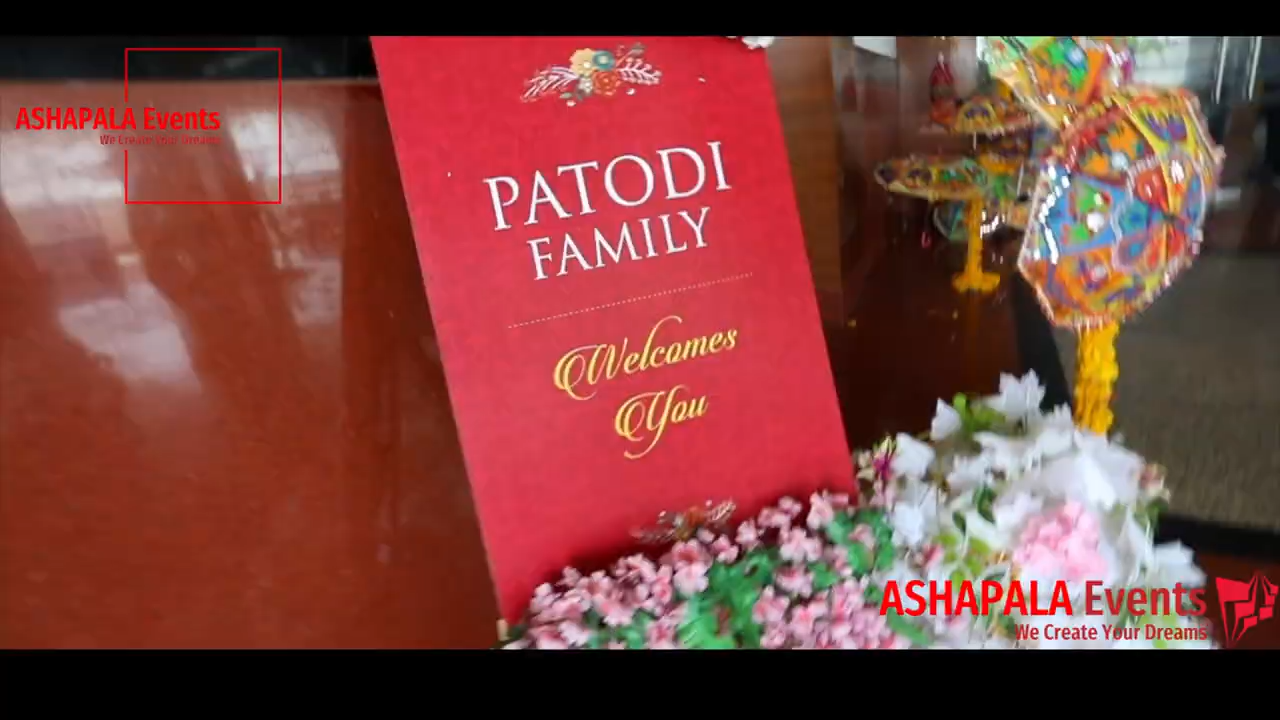 ASHAPALA Events
We Create Your Dreams
PATODI
FAMILY
Welcomes
You
ASHAPALA Events
We Create Your Dreams